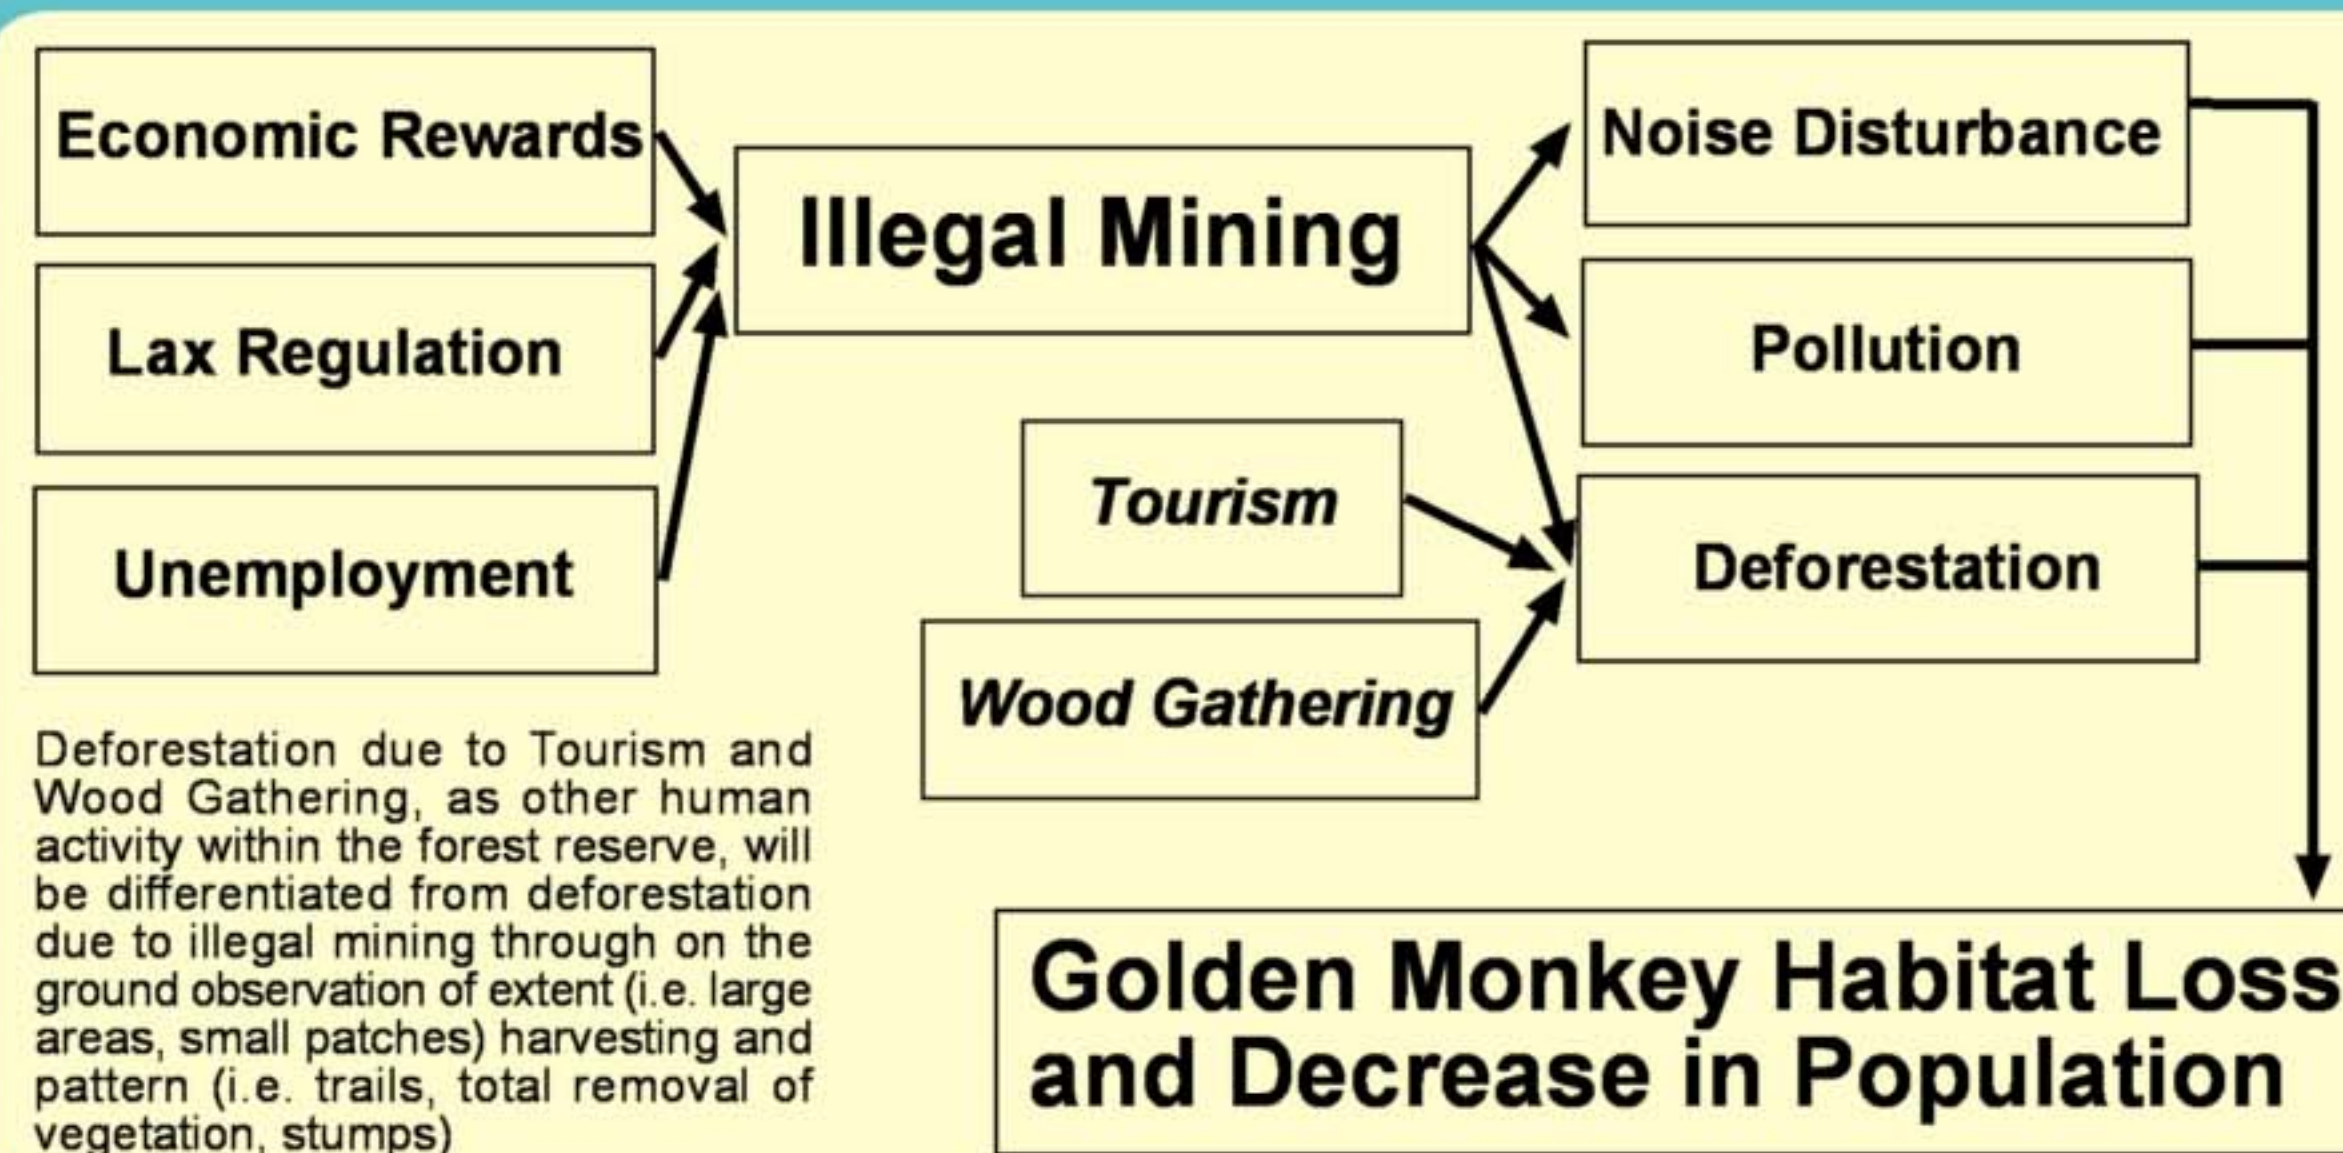 Economic Rewards
Lax Regulation
Unemployment
Illegal Mining
Noise Disturbance
Pollution
Tourism
Wood Gathering
Deforestation
Deforestation due to Tourism and
Wood Gathering, as other human
activity within the forest reserve, will
be differentiated from deforestation
due to illegal mining through on the
ground observation of extent (i.e. large
areas, small patches) harvesting and
pattern (i.e. trails, total removal of
vegetation, stumps)
Golden Monkey Habitat Loss
and Decrease in Population